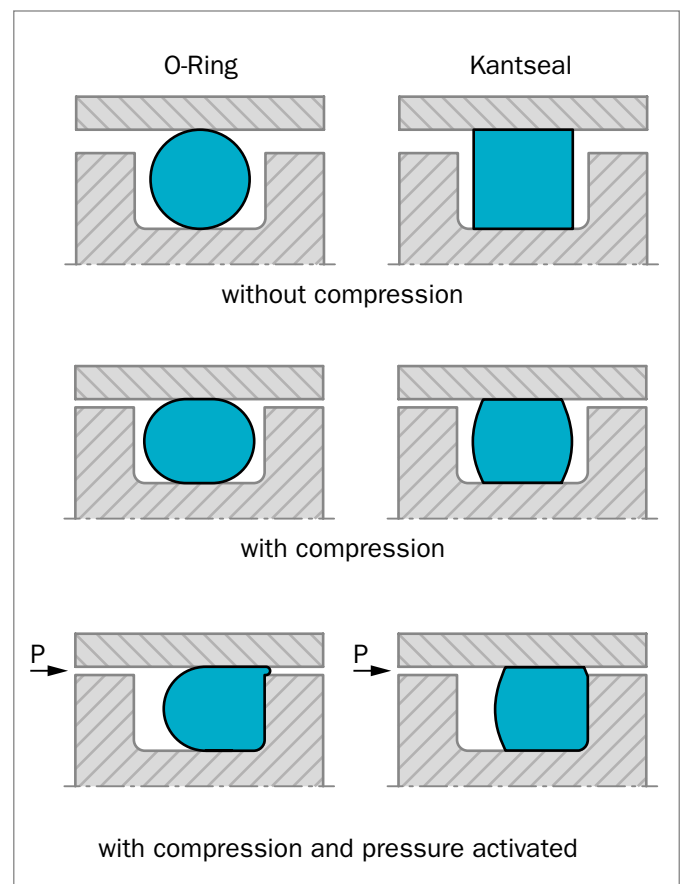 O-Ring
Kantseal
without compression
with compression
P
P
with compression and pressure activated